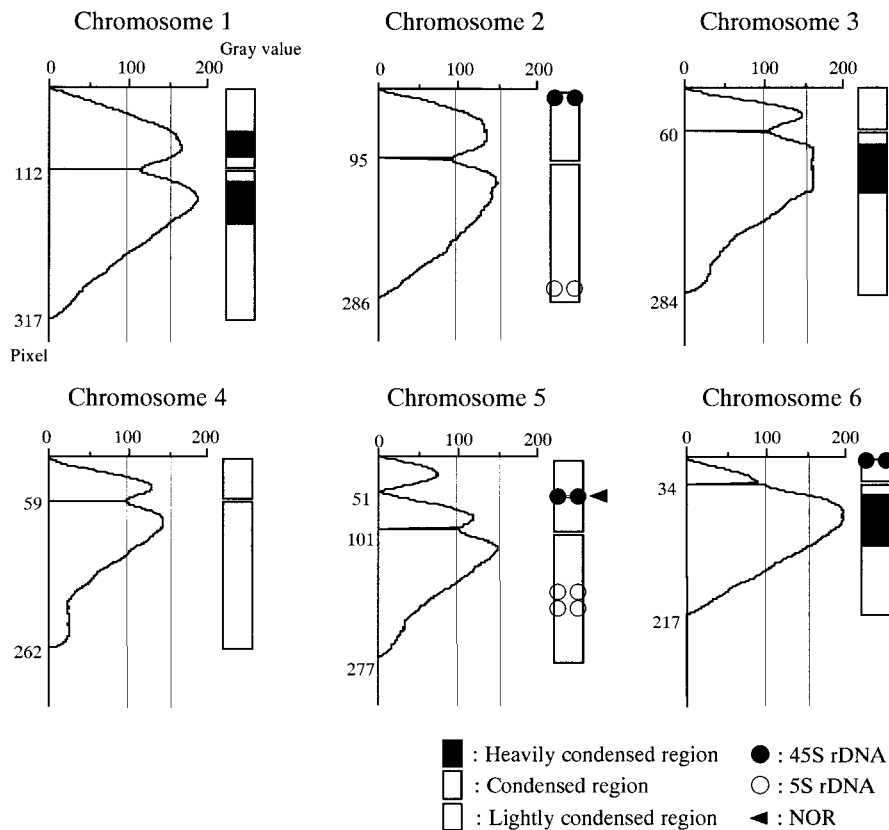 Chromosome 1
Gray value
0 100 200
112
317
Pixel
Chromosome 2
0 100 200
95
286
Chromosome 3
0 100 200
60
284
Chromosome 4
0 100 200
59
262
Chromosome 5
0 100 200
51
101
277
NOR
Chromosome 6
0 100 200
34
217
: Heavily condensed region
: 45S rDNA
: Condensed region
: 5S rDNA
: Lightly condensed region
: NOR